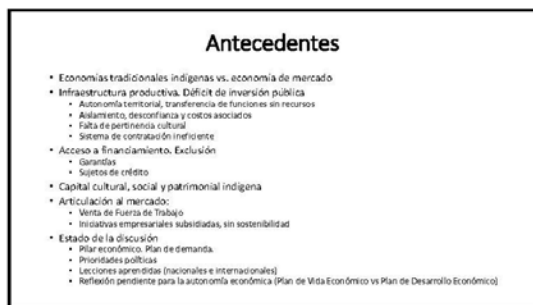 Antecedentes
• Economías tradicionales indígenas vs. economía de mercado
• Infraestructura productiva. Déficit de inversión pública
• Autonomía territorial, transferencia de funciones sin recursos
• Aislamiento, desconfianza y costos asociados
• Falta de pertinencia cultural
• Sistema de contratación ineficiente
• Acceso a financiamiento. Exclusión
• Garantías
• Sujetos de crédito
• Capital cultural, social y patrimonial indígena
• Articulación al mercado:
• Venta de Fuerza de Trabajo
• Iniciativas empresariales subsidiadas, sin sostenibilidad
• Estado de la discusión
• Pilar económico. Plan de demanda.
• Prioridades políticas
• Lecciones aprendidas (nacionales e internacionales)
• Reflexión pendiente para la autonomía económica (Plan de Vida Económico vs Plan de Desarrollo Económico)